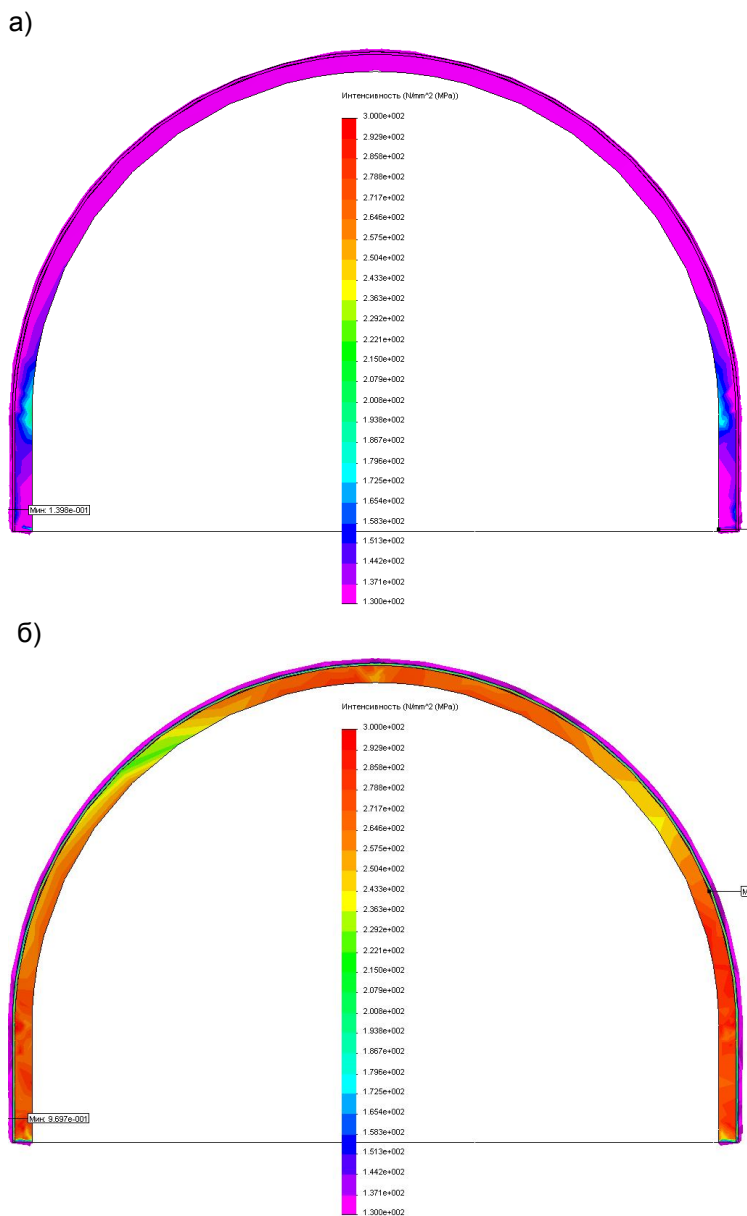 а)
Интенсивность (N/mm^2 (MPa))
3.000e+002
2.929e+002
2.858e+002
2.788e+002
2.717e+002
2.646e+002
2.575e+002
2.504e+002
2.433e+002
2.363e+002
2.292e+002
2.221e+002
2.150e+002
2.079e+002
2.008e+002
1.938e+002
1.867e+002
1.796e+002
1.725e+002
1.654e+002
1.583e+002
1.513e+002
1.442e+002
1.371e+002
1.300e+002
Мин: 1.398e-001
б)
Интенсивность (N/mm^2 (MPa))
3.000e+002
2.929e+002
2.858e+002
2.788e+002
2.717e+002
2.646e+002
2.575e+002
2.504e+002
2.433e+002
2.363e+002
2.292e+002
2.221e+002
2.150e+002
2.079e+002
2.008e+002
1.938e+002
1.867e+002
1.796e+002
1.725e+002
1.654e+002
1.583e+002
1.513e+002
1.442e+002
1.371e+002
1.300e+002
Мин: 9.697e-001